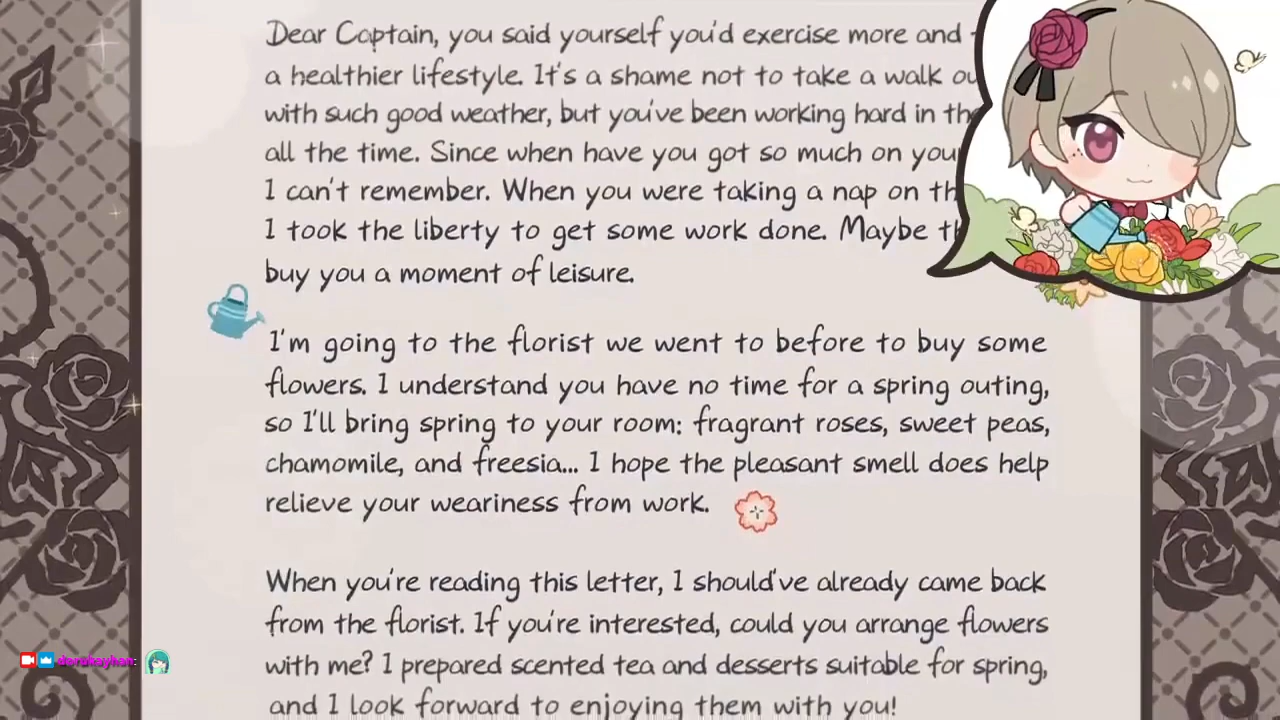 Dear Captain, you said yourself you'd exercise more and
a healthier lifestyle. It's a shame not to take a walk
with such good weather, but you've been working hard in
all the time. Since when have you got so much on
I can't remember. When you were taking a nap on
I took the liberty to get some work done. Maybe
buy you a moment of leisure.
I'm going to the florist we went to before to buy some
flowers. I understand you have no time for a spring outing,
so I'll bring spring to your room: fragrant roses, sweet peas,
chamomile, and freesia... I hope the pleasant smell does help
relieve your weariness from work.
When you're reading this letter, I should've already came back
from the florist. If you're interested, could you arrange flowers
with me? I prepared scented tea and desserts suitable for spring,
and I look forward to enjoying them with you!